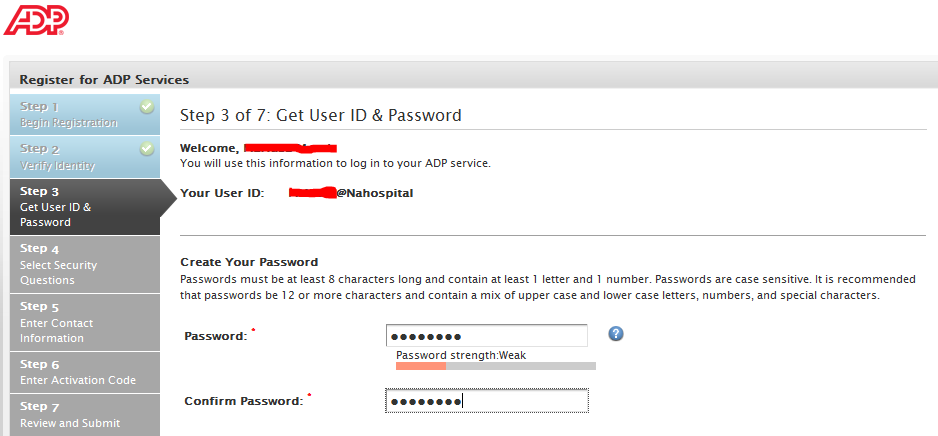 ADP
Register for ADP Services
Step 1
Begin Registration
Step 2
Verify Identity
Step 3
Get User ID &
Password
Step 4
Select Security
Questions
Step 5
Enter Contact
Information
Step 6
Enter Activation Code
Step 7
Review and Submit
Step 3 of 7: Get User ID & Password
Welcome,
You will use this information to log in to your ADP service.
Your User ID: @Nahospital
Create Your Password
Passwords must be at least 8 characters long and contain at least 1 letter and 1 number. Passwords are case sensitive. It is recommended
that passwords be 12 or more characters and contain a mix of upper case and lower case letters, numbers, and special characters.
Password: * ●●●●●●●● ?
Password strength:Weak
Confirm Password: * ●●●●●●●●